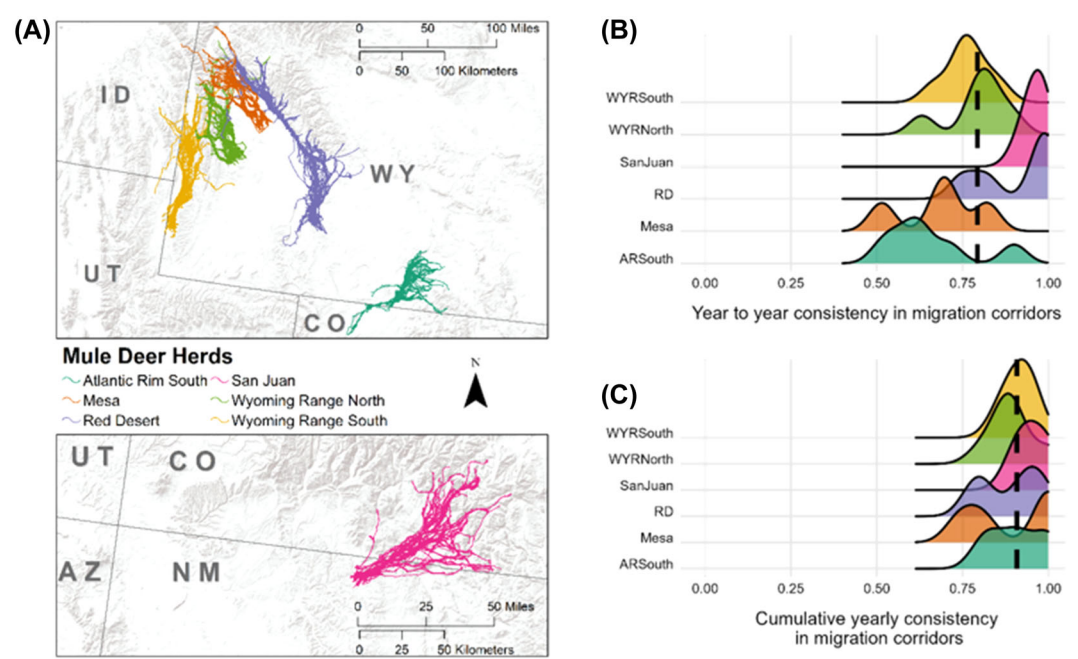 (A)
0 50 100 Miles
0 50 100 Kilometers
ID
WY
UT
CO
Mule Deer Herds
Atlantic Rim South San Juan
Mesa Wyoming Range North
Red Desert Wyoming Range South
N
UT
CO
AZ
NM
0 25 50 Miles
0 25 50 Kilometers
(B)
WYRSouth
WYRNorth
SanJuan
RD
Mesa
ARSouth
0.00 0.25 0.50 0.75 1.00
Year to year consistency in migration corridors
(C)
WYRSouth
WYRNorth
SanJuan
RD
Mesa
ARSouth
0.00 0.25 0.50 0.75 1.00
Cumulative yearly consistency
in migration corridors